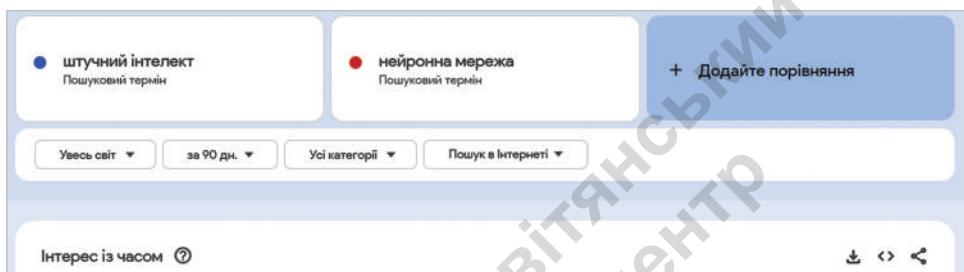 штучний інтелект
Пошуковий термін
нейронна мережа
Пошуковий термін
+ Додайте порівняння
Увесь світ
за 90 дн.
Усі категорії
Пошук в Інтернеті
Інтерес із часом